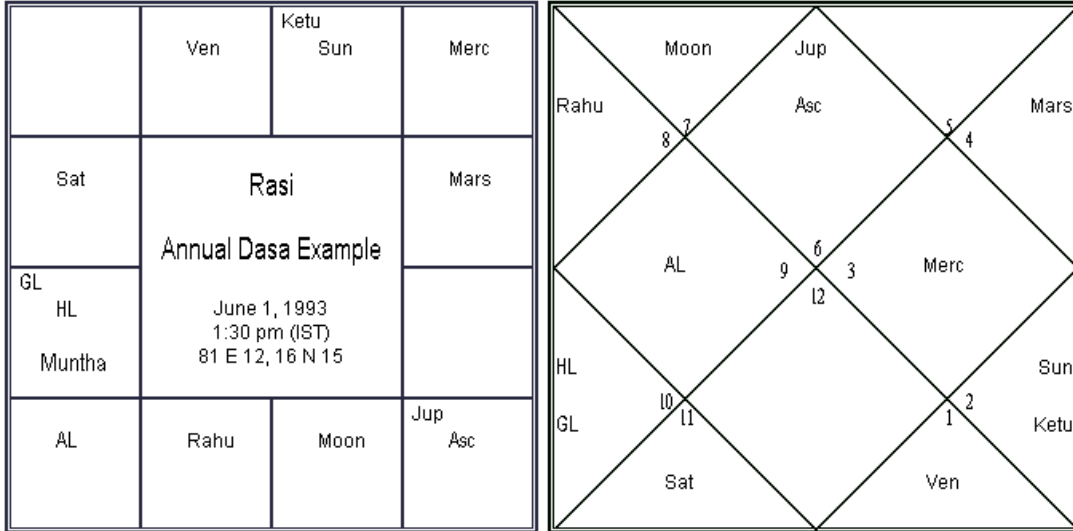 Ven
Ketu
Sun
Merc
Sat
Rasi
Annual Dasa Example
June 1, 1993
1:30 pm (IST)
81 E 12, 16 N 15
Mars
GL
HL
Muntha
AL
Rahu
Moon
Jup
Asc
Moon
Jup
Rahu
Asc
Mars
8
7
5
4
AL
9
6
3
12
Merc
HL
Sun
GL
10
11
2
1
Ketu
Sat
Ven